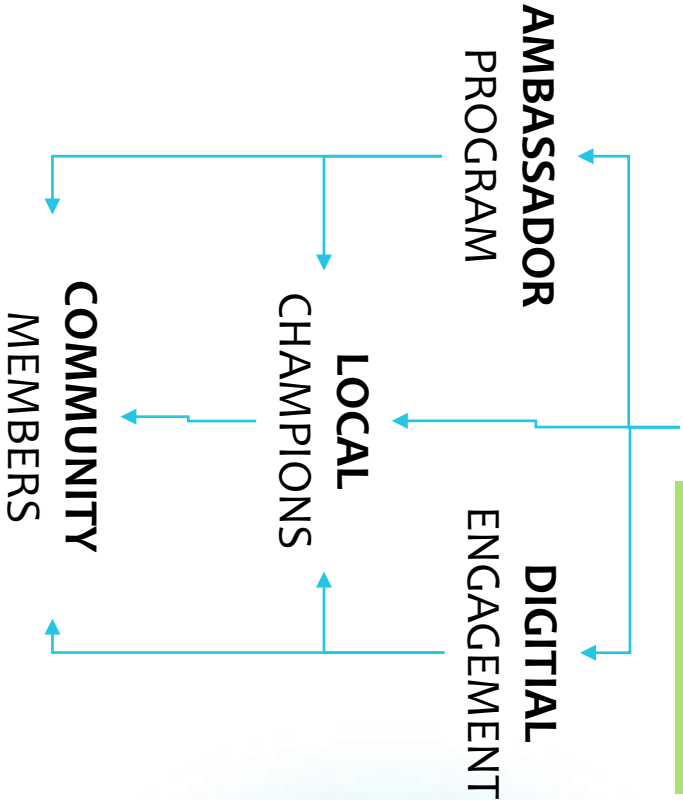 AMBASSADOR
PROGRAM
DIGITIAL
ENGAGEMENT
LOCAL
CHAMPIONS
COMMUNITY
MEMBERS